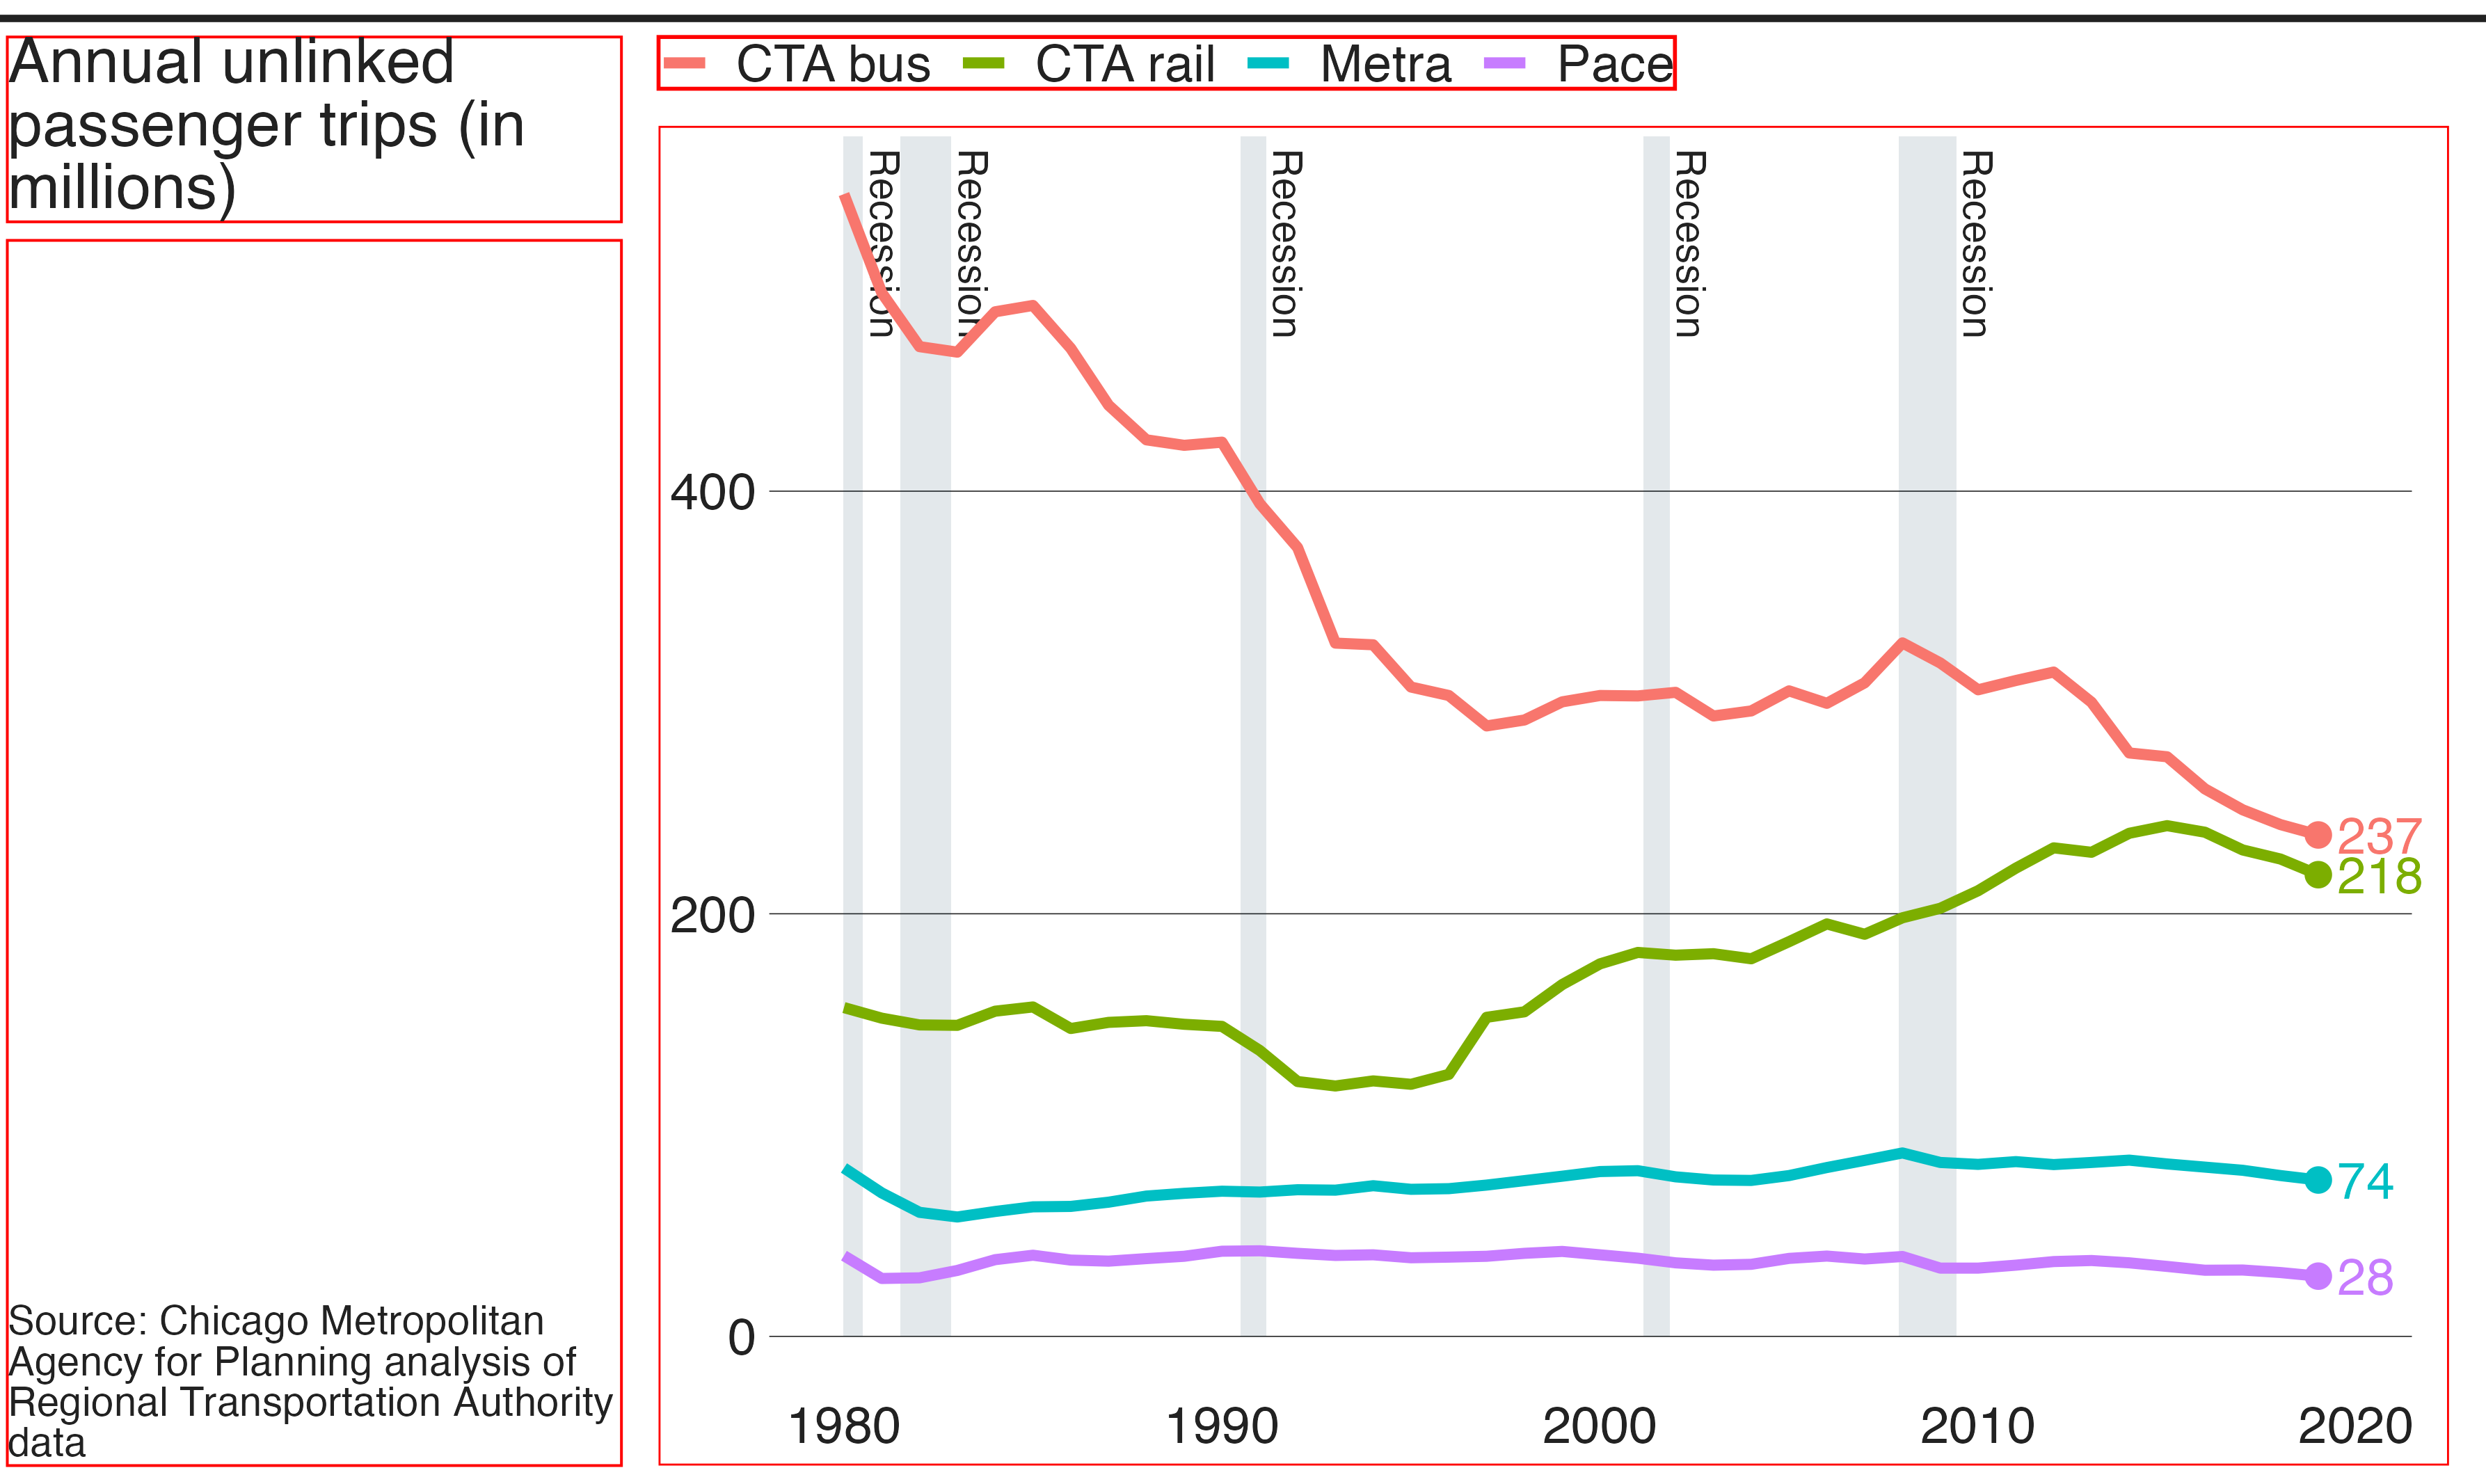 Annual unlinked
passenger trips (in
millions)
CTA bus CTA rail Metra Pace
Recession Recession Recession Recession Recession
400
200
0
237
218
74
28
1980 1990 2000 2010 2020
Source: Chicago Metropolitan
Agency for Planning analysis of
Regional Transportation Authority
data